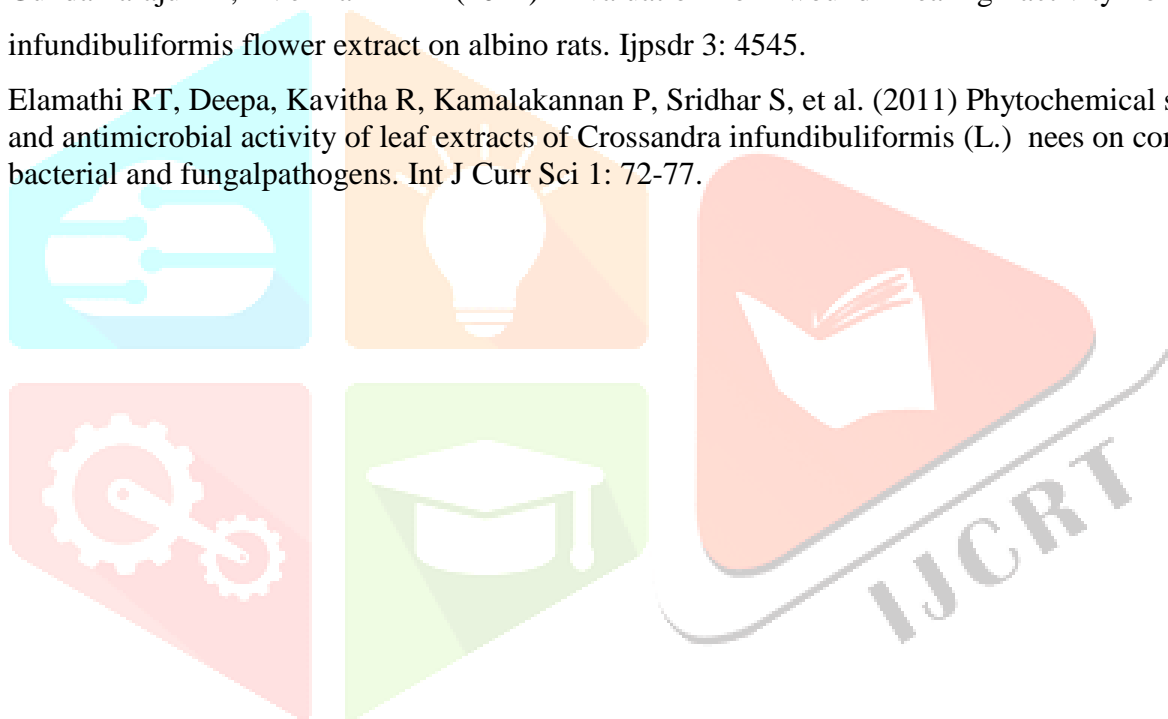 infundibuliformis flower extract on albino rats. Ijpsdr 3: 4545.
Elamathi RT, Deepa, Kavitha R, Kamalakannan P, Sridhar S, et al. (2011) Phytochemical
and antimicrobial activity of leaf extracts of Crossandra infundibuliformis (L.) nees on
bacterial and fungalpathogens. Int J Curr Sci 1: 72-77.
IJCRT